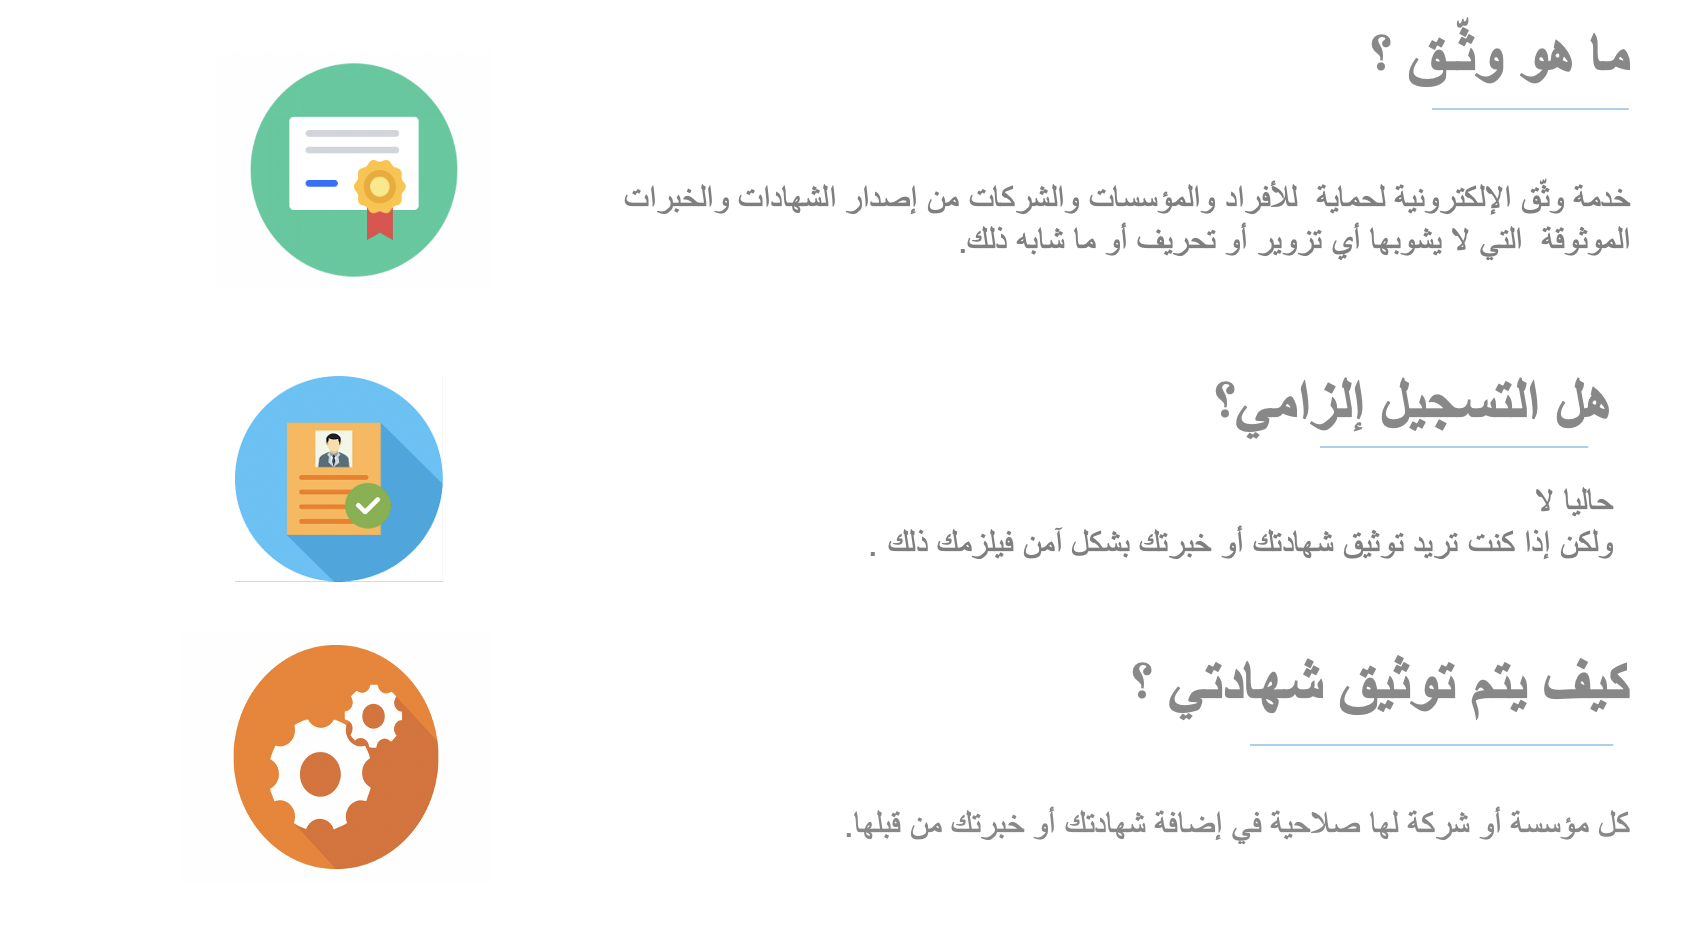 ما هو وثّـق ؟
خدمة وثّق الإلكترونية لحماية للأفراد والمؤسسات والشركات من إصدار الشهادات والخبرات
الموثوقة التي لا يشوبها أي تزوير أو تحريف أو ما شابه ذلك.
هل التسجيل إلزامي؟
حاليا لا
ولكن إذا كنت تريد توثيق شهادتك أو خبرتك بشكل آمن فيلزمك ذلك .
كيف يتم توثيق شهادتي ؟
كل مؤسسة أو شركة لها صلاحية في إضافة شهادتك أو خبرتك من قبلها.